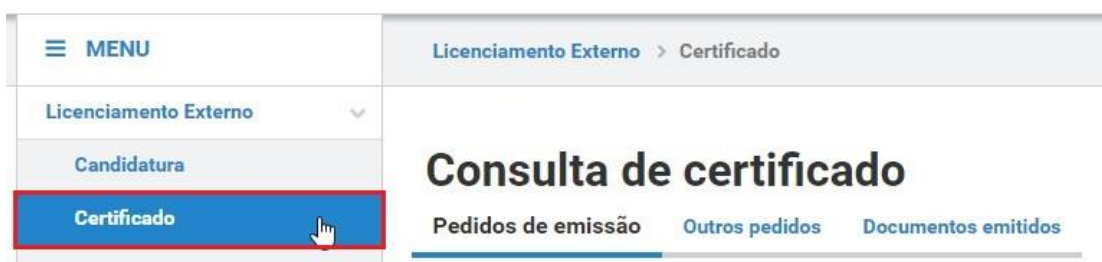 MENU
Licenciamento Externo > Certificado
Licenciamento Externo
Candidatura
Certificado
Consulta de certificado
Pedidos de emissão Outros pedidos Documentos emitidos